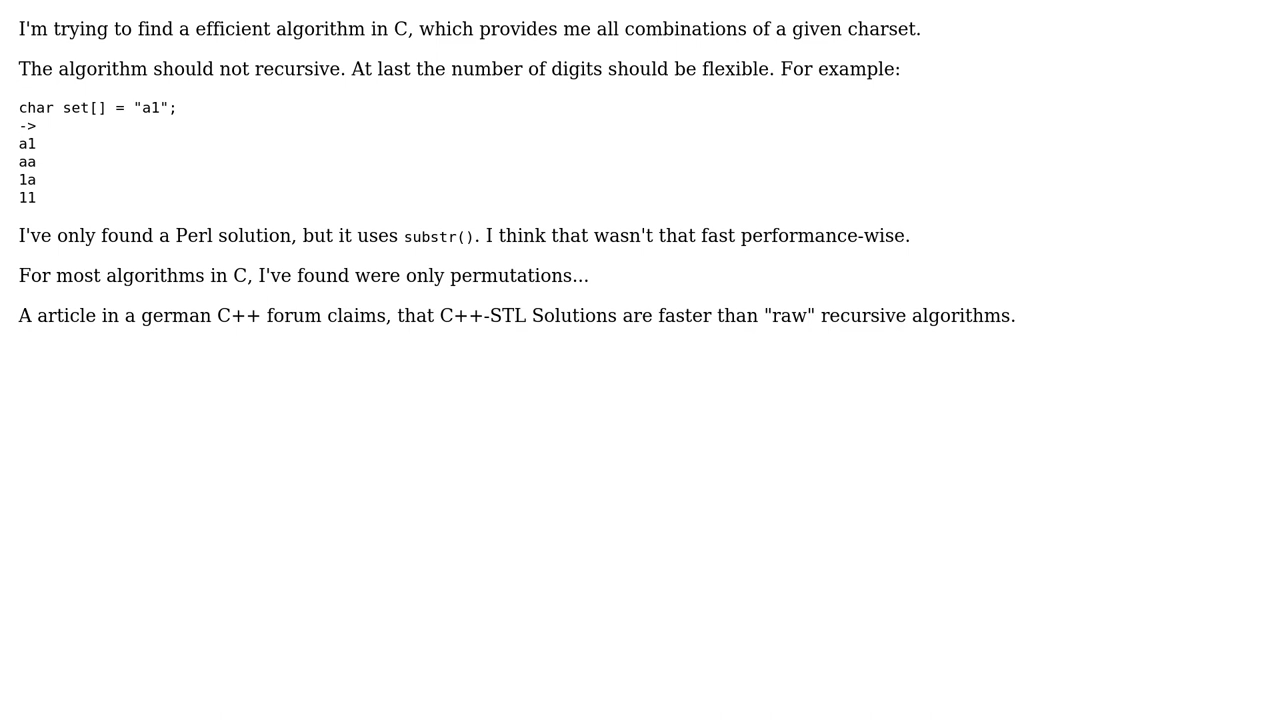 I'm trying to find a efficient algorithm in C, which provides me all combinations of a given charset.
The algorithm should not recursive. At last the number of digits should be flexible. For example:
char set[] = "a1";
->
a1
aa
1a
11
I've only found a Perl solution, but it uses substr(). I think that wasn't that fast performance-wise.
For most algorithms in C, I've found were only permutations...
A article in a german C++ forum claims, that C++-STL Solutions are faster than "raw" recursive algorithms.